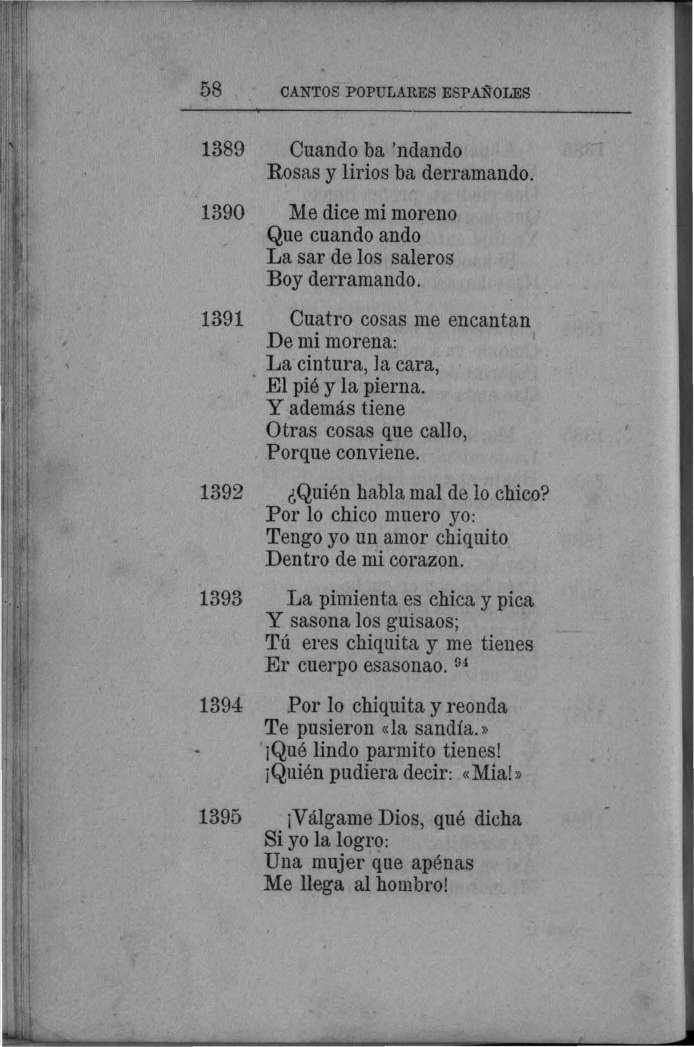 58 CANTOS POPULARES ESPAÑOLES
1389 Cuando ba 'ndando
Rosas y lirios ba derramando.
1390 Me dice mi moreno
Que cuando ando
La sar de los saleros
Boy derramando.
1391 Cuatro cosas me encantan
De mi morena:
La cintura, la cara,
El pié y la pierna.
Y además tiene
Otras cosas que callo,
Porque conviene.
1392 ¿Quién habla mal de lo chico?
Por lo chico muero yo:
Tengo yo un amor chiquito
Dentro de mi corazon.
1393 La pimienta es chica y pica
Y sasona los guisaos;
Tú eres chiquita y me tienes
Er cuerpo esasonao. 94
1394 Por lo chiquita y reonda
Te pusieron «la sandía.»
¡Qué lindo parmito tienes!
¡Quién pudiera decir: «Mia!»
1395 ¡Válgame Dios, qué dicha
Si yo la logro:
Una mujer que apénas
Me llega al hombro!